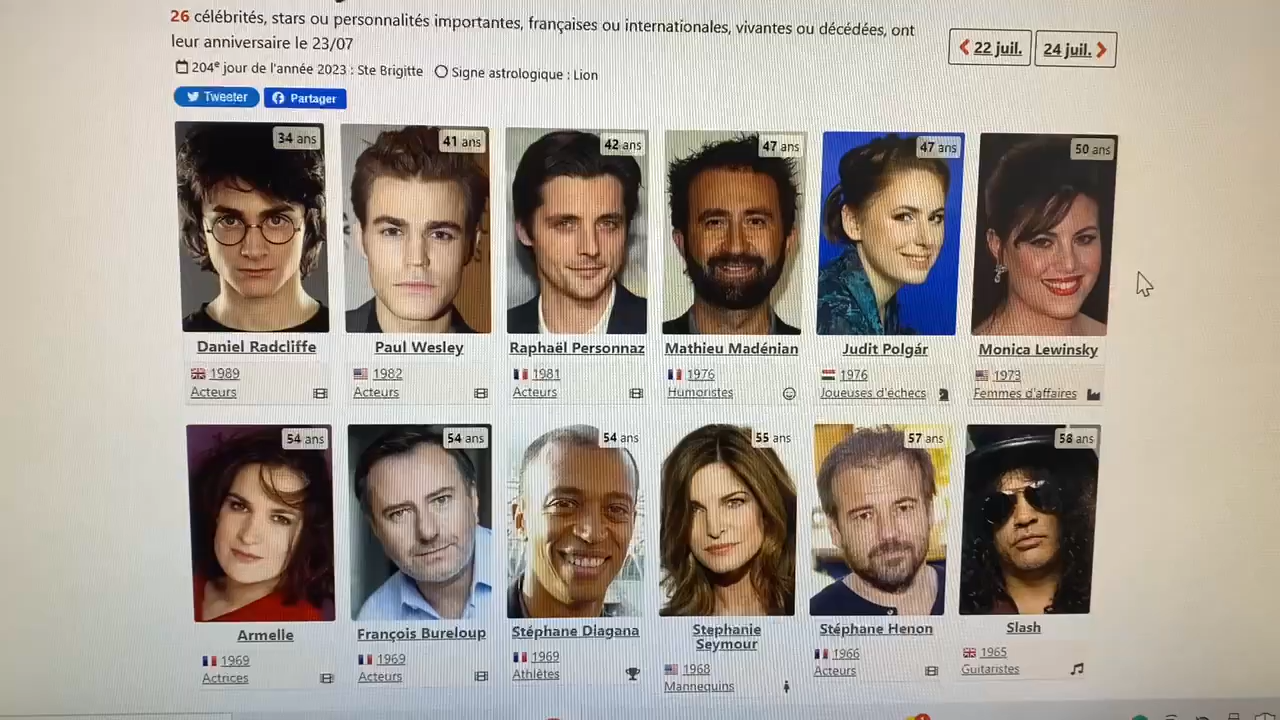 26 célébrités, stars ou personnalités importantes, françaises ou internationales, vivantes ou décédées, ont
leur anniversaire le 23/07
22 juil.
24 juil.
204e jour de l'année 2023 : Ste Brigitte Signe astrologique : Lion
Tweeter Partager
34 ans
41 ans
42 ans
47 ans
47 ans
50 ans
Daniel Radcliffe
Paul Wesley
Raphaël Personnaz
Mathieu Madénian
Judit Polgár
Monica Lewinsky
1989
1982
1981
1976
1976
1973
Acteurs
Acteurs
Acteurs
Humoristes
Joueuses d'échecs
Femmes d'affaires
54 ans
54 ans
54 ans
55 ans
57 ans
58 ans
Armelle
François Bureloup
Stéphane Diagana
Stephanie
Seymour
Stéphane Henon
Slash
1969
1969
1969
1968
1966
1965
Actrices
Acteurs
Athlètes
Mannequins
Acteurs
Guitaristes